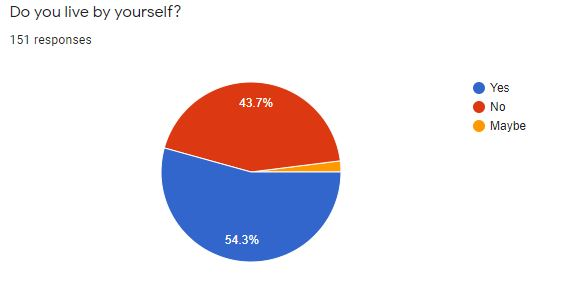 Do you live by yourself?
151 responses
43.7%
54.3%
Yes
No
Maybe